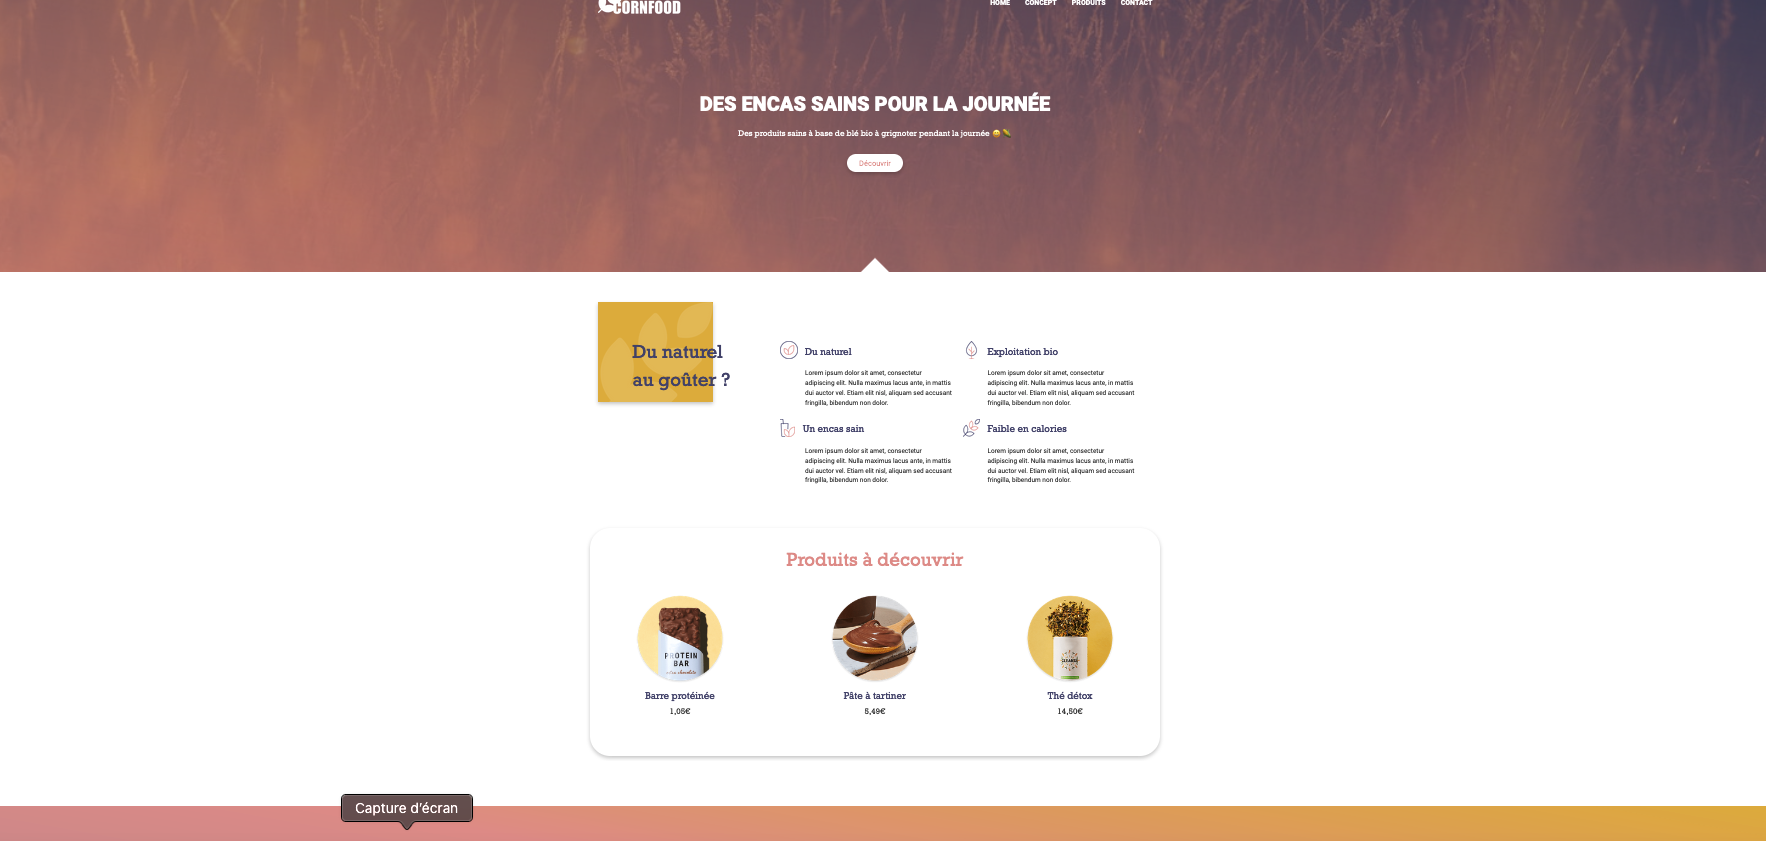 CORNFOOD
HOME CONCEPT PRODUITS CONTACT
DES ENCAS SAINS POUR LA JOURNÉE
Des produits sains à base de blé bio à grignoter pendant la journée 😄🌽
Découvrir
Du naturel
au goûter ?
Du naturel
Lorem ipsum dolor sit amet, consectetur
adipiscing elit. Nulla maximus lacus ante, in mattis
dui auctor vel. Etiam elit nisl, aliquam sed accusant
fringilla, bibendum non dolor.
Exploitation bio
Lorem ipsum dolor sit amet, consectetur
adipiscing elit. Nulla maximus lacus ante, in mattis
dui auctor vel. Etiam elit nisl, aliquam sed accusant
fringilla, bibendum non dolor.
Un encas sain
Lorem ipsum dolor sit amet, consectetur
adipiscing elit. Nulla maximus lacus ante, in mattis
dui auctor vel. Etiam elit nisl, aliquam sed accusant
fringilla, bibendum non dolor.
Faible en calories
Lorem ipsum dolor sit amet, consectetur
adipiscing elit. Nulla maximus lacus ante, in mattis
dui auctor vel. Etiam elit nisl, aliquam sed accusant
fringilla, bibendum non dolor.
Produits à découvrir
PROTEIN
BAR
Barre protéinée
1,05€
Pâte à tartiner
5,49€
CLEANSE
Thé détox
14,50€
Capture d’écran